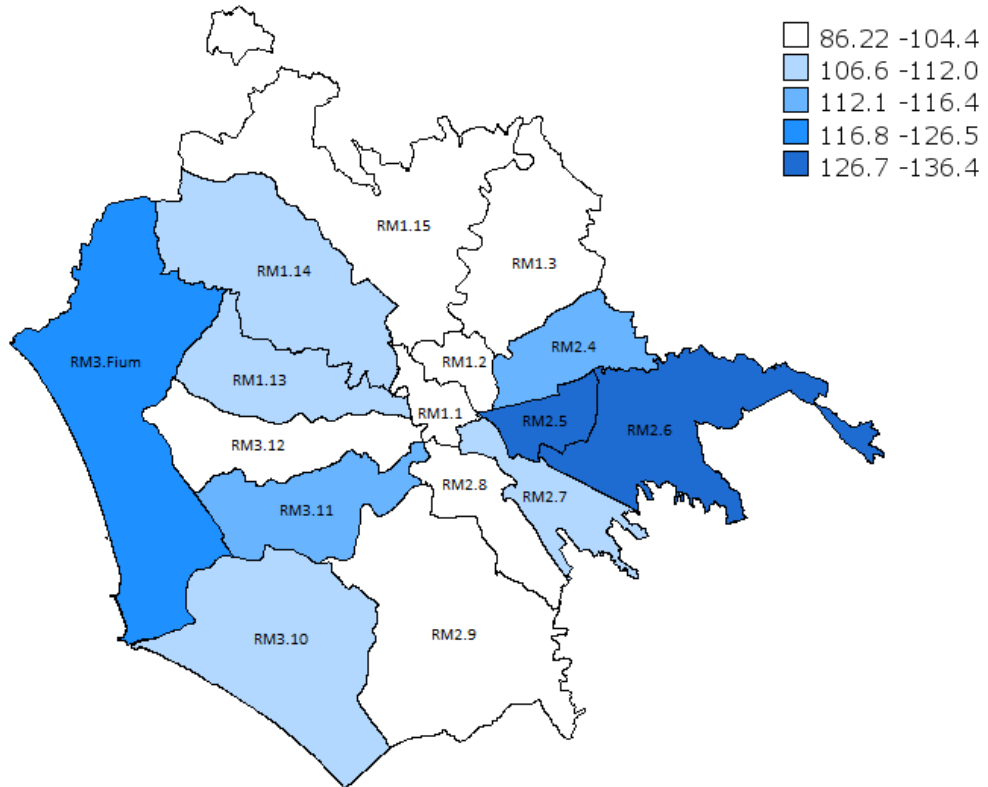 86.22 -104.4
106.6 -112.0
112.1 -116.4
116.8 -126.5
126.7 -136.4
RM1.15
RM1.3
RM1.14
RM2.4
RM3.Fium
RM1.2
RM1.13
RM1.1
RM2.5
RM2.6
RM3.12
RM2.8
RM2.7
RM3.11
RM2.9
RM3.10